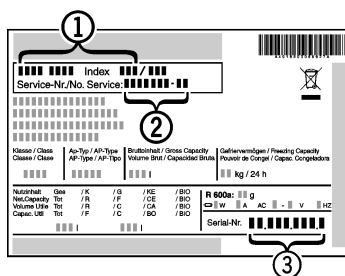 1
Index / 
Service-Nr./No. Service: -
2
Klasse / Class
Classe / Clase
Ap-Typ / AP-Type
AP-Type / AP-Tipo
Bruttoinhalt / Gross Capacity
Volume Brut / Capacidad Bruta
Gefriervermögen / Freezing Capacity
Pouvoir de Congel / Capac. Congeladora
kg / 24 h
Nutzinhalt Ges / K / G / KE / BIO
Net.Capacity Tot / R / F / CE / BIO
Volume Utile Tot / R / C / CA / BIO
Capac. Util Tot / F / C / BO / BIO
l l
l
R 600a: g
W A AC - V HZ
Serial-Nr.
3